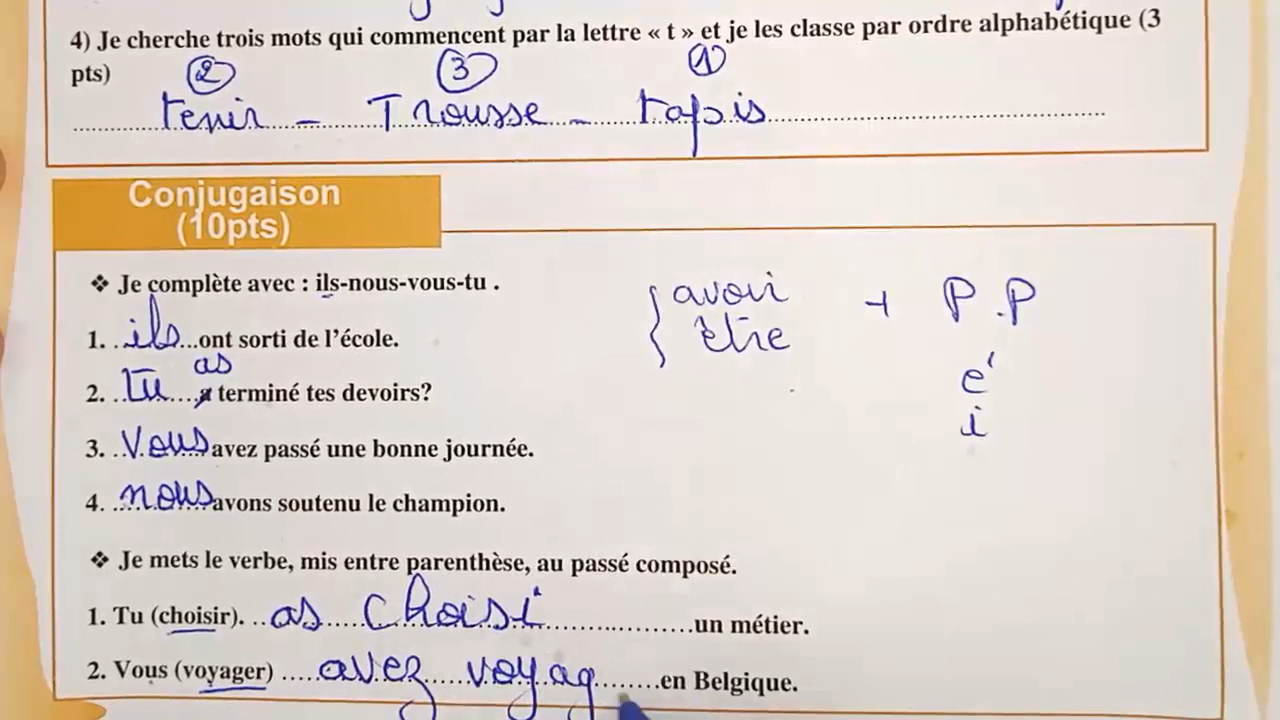 4) Je cherche trois mots qui commencent par la lettre « t » et je les classe par ordre alphabétique (3
pts) 2 3 1
tenir - Trousse - tapis
Conjugaison
(10pts)
❖ Je complète avec : ils-nous-vous-tu .
1. ils ont sorti de l'école.
2. tu as terminé tes devoirs?
3. Vous avez passé une bonne journée.
4. nous avons soutenu le champion.
{ avoir + P.P
être
é
i
❖ Je mets le verbe, mis entre parenthèse, au passé composé.
1. Tu (choisir). as choisi un métier.
2. Vous (voyager) avez voyag en Belgique.